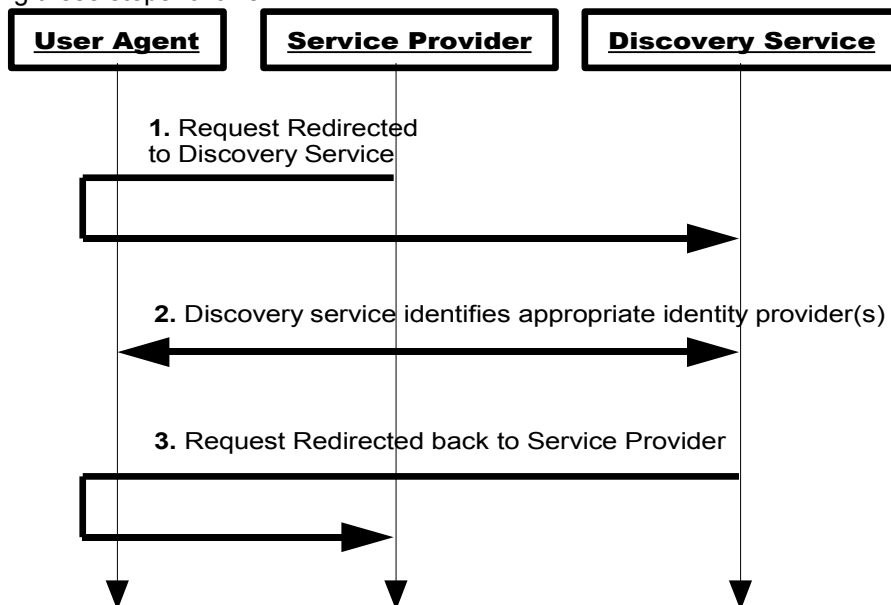 User Agent
Service Provider
Discovery Service
1. Request Redirected
to Discovery Service
2. Discovery service identifies appropriate identity provider(s)
3. Request Redirected back to Service Provider